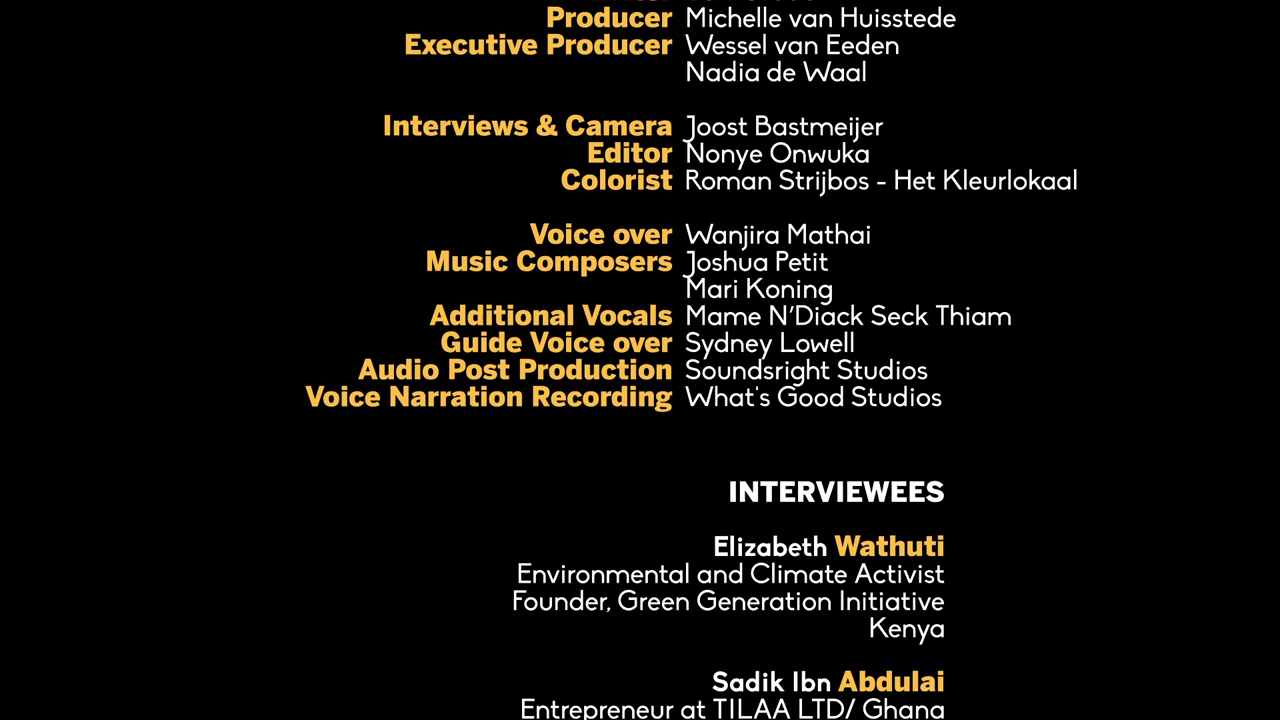 Producer Michelle van Huisstede
Executive Producer Wessel van Eeden
Nadia de Waal
Interviews & Camera Joost Bastmeijer
Editor Nonye Onwuka
Colorist Roman Strijbos - Het Kleurlokaal
Voice over Wanjira Mathai
Music Composers Joshua Petit
Mari Koning
Additional Vocals Mame N’Diack Seck Thiam
Guide Voice over Sydney Lowell
Audio Post Production Soundsright Studios
Voice Narration Recording What's Good Studios
INTERVIEWEES
Elizabeth Wathuti
Environmental and Climate Activist
Founder, Green Generation Initiative
Kenya
Sadik Ibn Abdulai
Entrepreneur at TILAA LTD/ Ghana